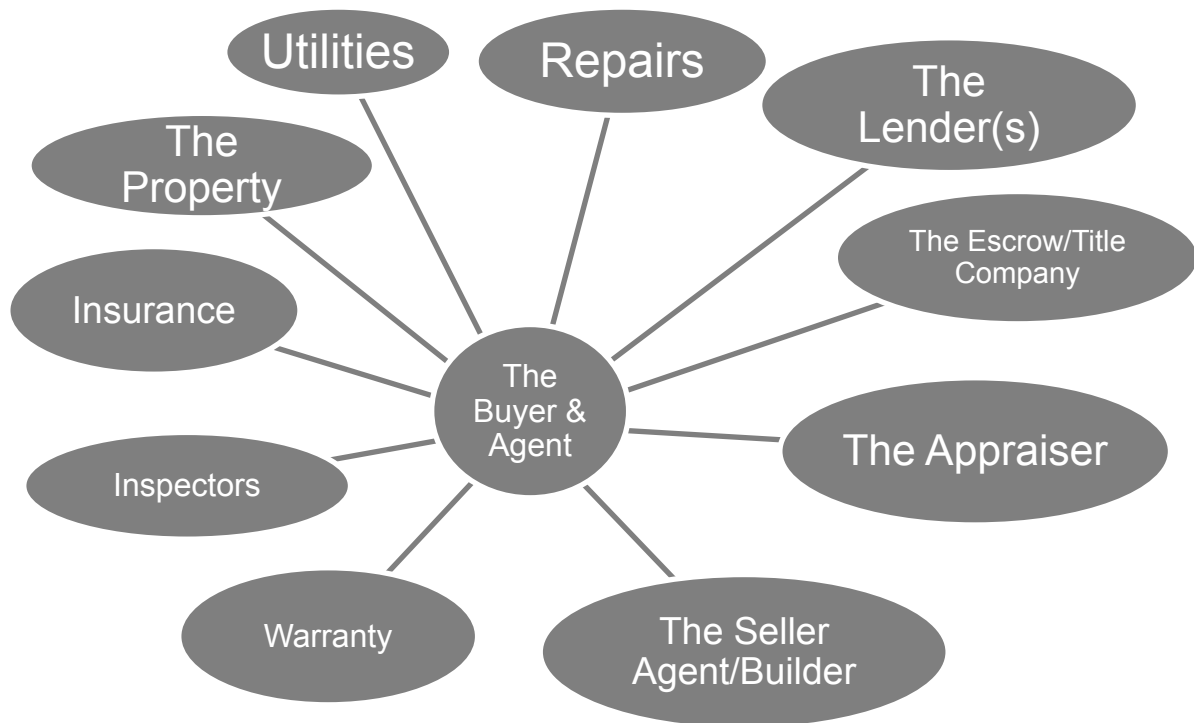 Utilities
Repairs
The
Lender(s)
The
Property
The Escrow/Title
Company
Insurance
The
Buyer &
Agent
The Appraiser
Inspectors
Warranty
The Seller
Agent/Builder